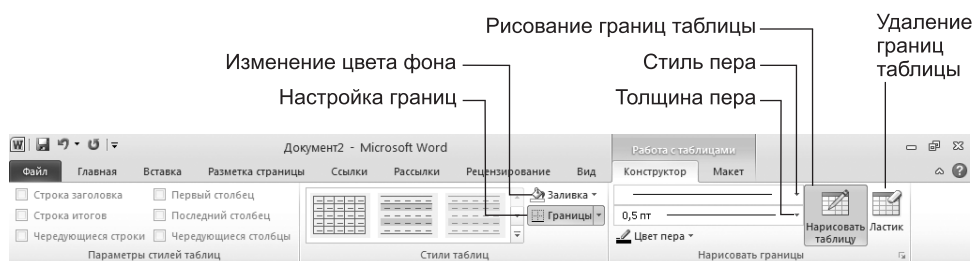 Рисование границ таблицы
Удаление
границ
таблицы
Изменение цвета фона
Стиль пера
Настройка границ
Толщина пера
Документ2 - Microsoft Word
Работа с таблицами
Файл Главная Вставка Разметка страницы Ссылки Рассылки Рецензирование Вид Конструктор Макет
Строка заголовка Первый столбец
Строка итогов Последний столбец
Чередующиеся строки Чередующиеся столбцы
Параметры стилей таблиц
Заливка
Границы
Стили таблиц
0,5 пт
Цвет пера
Нарисовать
таблицу
Ластик
Нарисовать границы